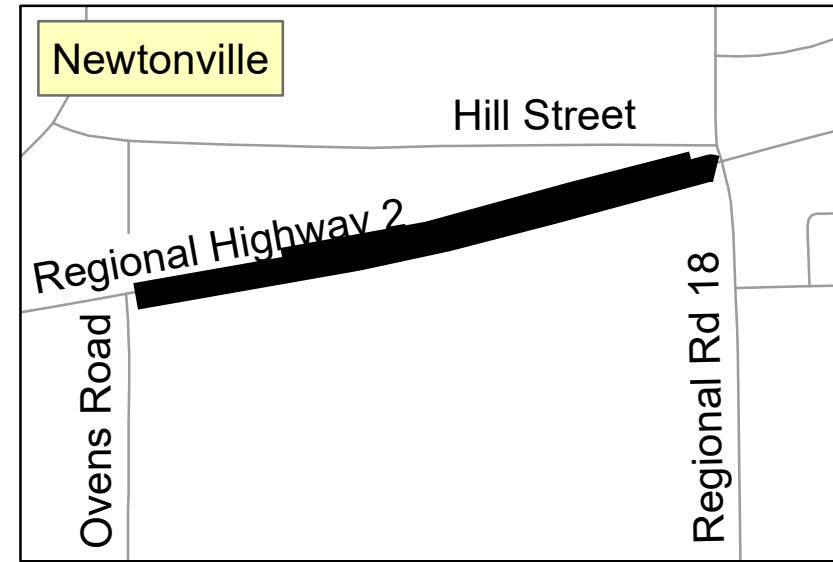 Newtonville
Hill Street
Regional Highway 2
Ovens Road
Regional Rd 18